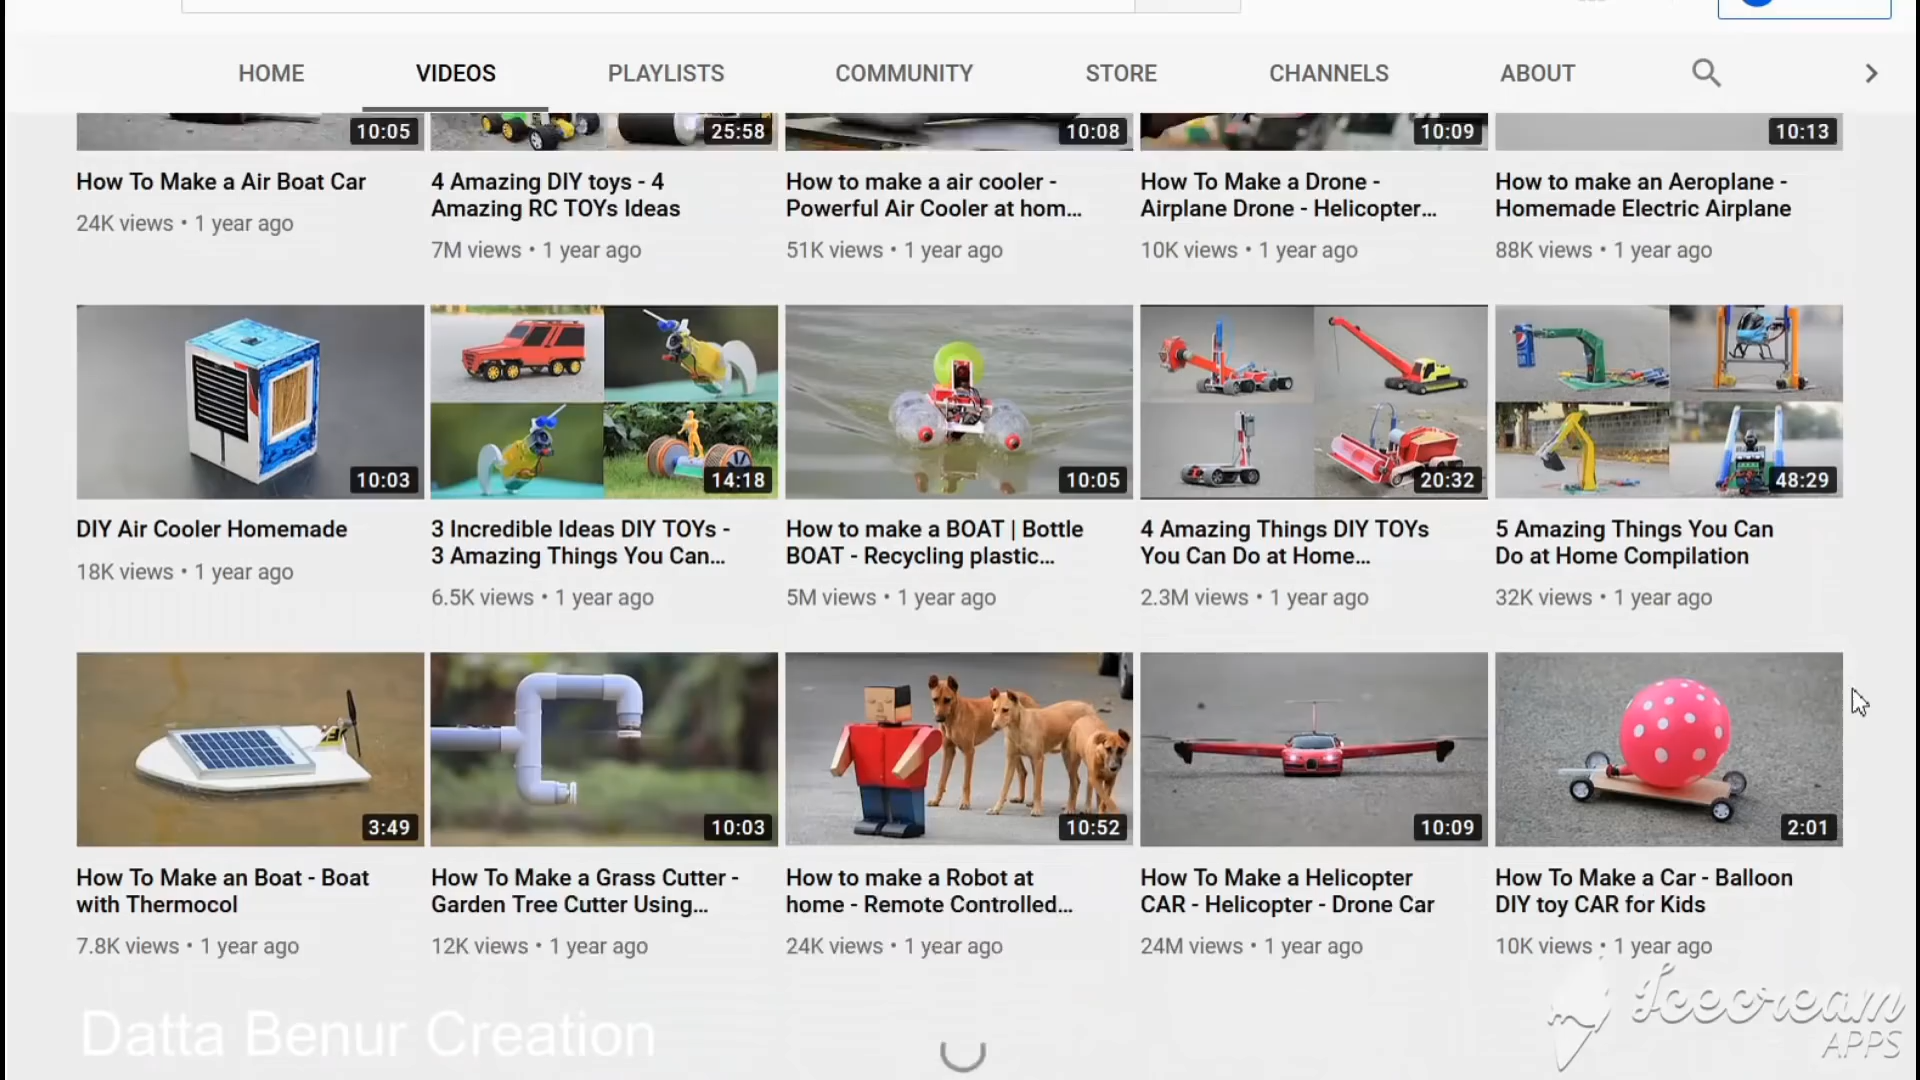 HOME VIDEOS PLAYLISTS COMMUNITY STORE CHANNELS ABOUT
10:05
25:58
10:08
10:09
10:13
How To Make a Air Boat Car
24K views • 1 year ago
4 Amazing DIY toys - 4
Amazing RC TOYs Ideas
7M views • 1 year ago
How to make a air cooler -
Powerful Air Cooler at hom...
51K views • 1 year ago
How To Make a Drone -
Airplane Drone - Helicopter...
10K views • 1 year ago
How to make an Aeroplane -
Homemade Electric Airplane
88K views • 1 year ago
10:03
14:18
10:05
20:32
48:29
DIY Air Cooler Homemade
18K views • 1 year ago
3 Incredible Ideas DIY TOYs -
3 Amazing Things You Can...
6.5K views • 1 year ago
How to make a BOAT | Bottle
BOAT - Recycling plastic...
5M views • 1 year ago
4 Amazing Things DIY TOYs
You Can Do at Home...
2.3M views • 1 year ago
5 Amazing Things You Can
Do at Home Compilation
32K views • 1 year ago
3:49
10:03
10:52
10:09
2:01
How To Make an Boat - Boat
with Thermocol
7.8K views • 1 year ago
How To Make a Grass Cutter -
Garden Tree Cutter Using...
12K views • 1 year ago
How to make a Robot at
home - Remote Controlled...
24K views • 1 year ago
How To Make a Helicopter
CAR - Helicopter - Drone Car
24M views • 1 year ago
How To Make a Car - Balloon
DIY toy CAR for Kids
10K views • 1 year ago
Datta Benur Creation
Icecream
APPS